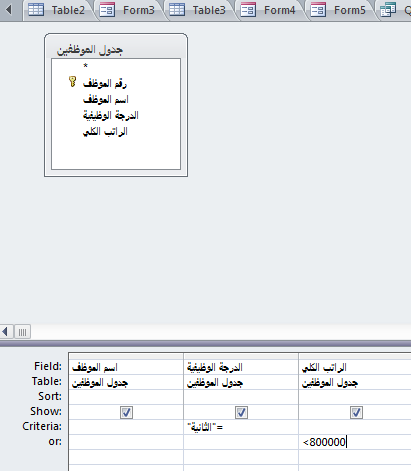 Table2 Form3 Table3 Form4 Form5 Q
جدول الموظفين
*
رقم الموظف
اسم الموظف
الدرجة الوظيفية
الراتب الكلي
Field: اسم الموظف الدرجة الوظيفية الراتب الكلي
Table: جدول الموظفين جدول الموظفين جدول الموظفين
Sort:
Show:
Criteria: "الثانية"=
or: <800000